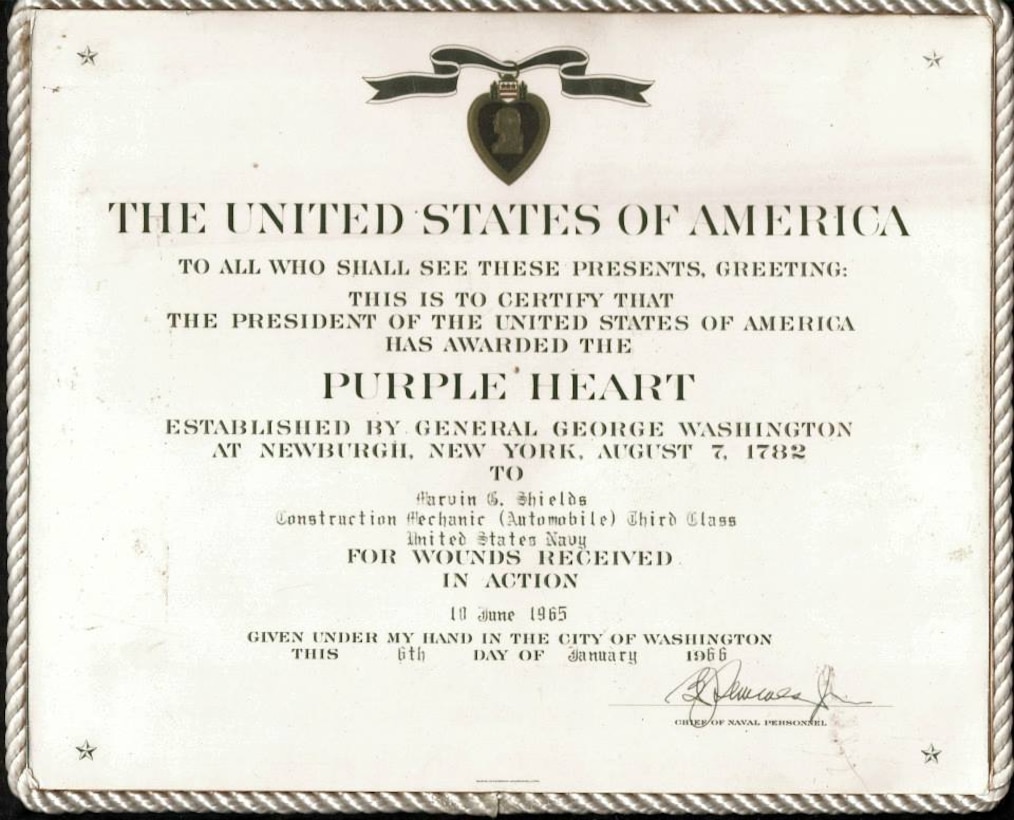 THE UNITED STATES OF AMERICA
TO ALL WHO SHALL SEE THESE PRESENTS, GREETING:
THIS IS TO CERTIFY THAT
THE PRESIDENT OF THE UNITED STATES OF AMERICA
HAS AWARDED THE
PURPLE HEART
ESTABLISHED BY GENERAL GEORGE WASHINGTON
AT NEWBURGH, NEW YORK, AUGUST 7, 1782
TO
Marvin G. Shields
Construction Mechanic (Automobile) Third Class
United States Navy
FOR WOUNDS RECEIVED
IN ACTION
10 June 1965
GIVEN UNDER MY HAND IN THE CITY OF WASHINGTON
THIS 6th DAY OF January 1966
CHIEF OF NAVAL PERSONNEL